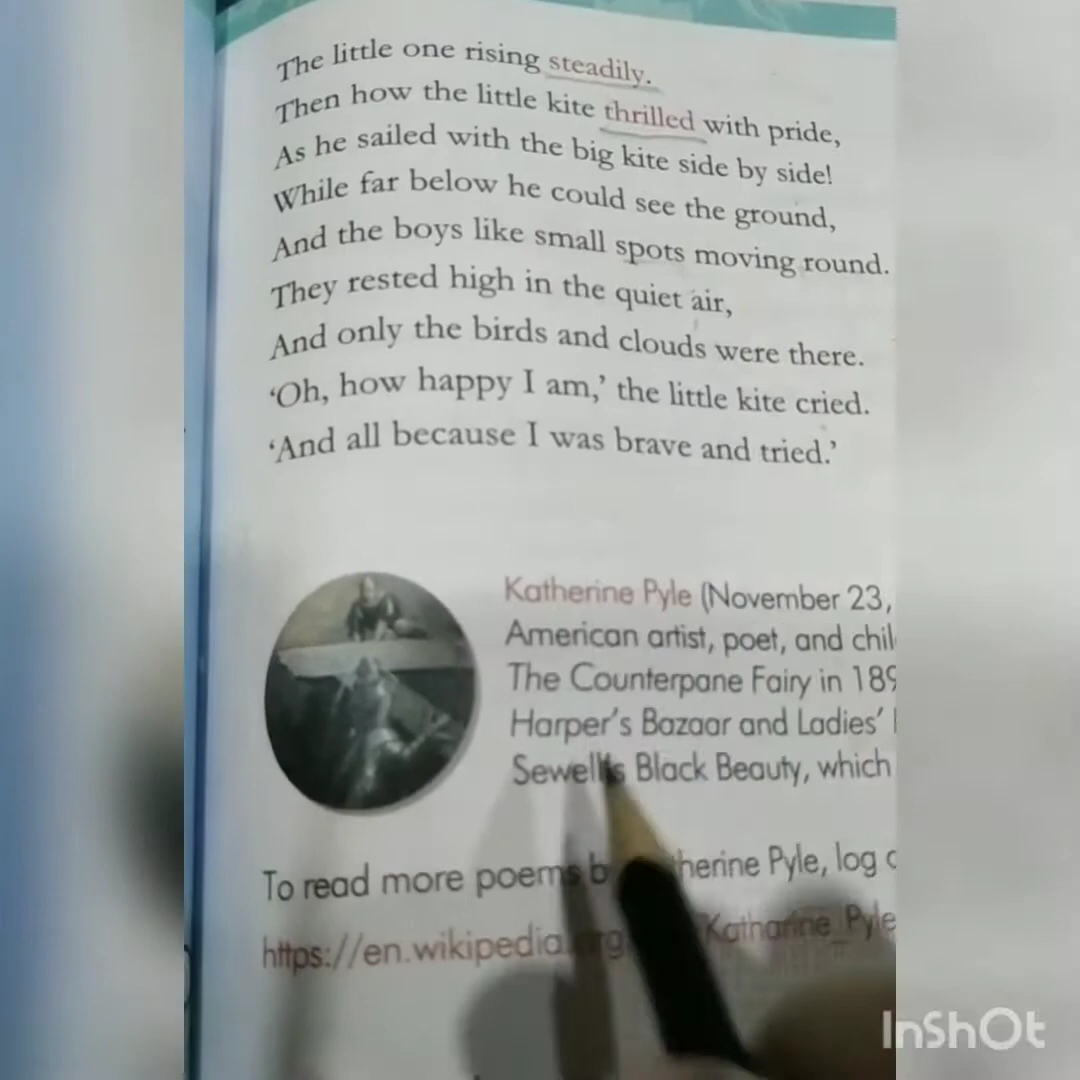 The little one rising steadily.
Then how the little kite thrilled with pride,
As he sailed with the big kite side by side!
While far below he could see the ground,
And the boys like small spots moving round.
They rested high in the quiet air,
And only the birds and clouds were there.
‘Oh, how happy I am,’ the little kite cried.
‘And all because I was brave and tried.’
Katherine Pyle (November 23,
American artist, poet, and
The Counterpane Fairy in 189
Harper's Bazaar and Ladies'
Sewell's Black Beauty, which
To read more poems herine Pyle, log
https://en.wikipedia. Katharine_Pyle
InShOt